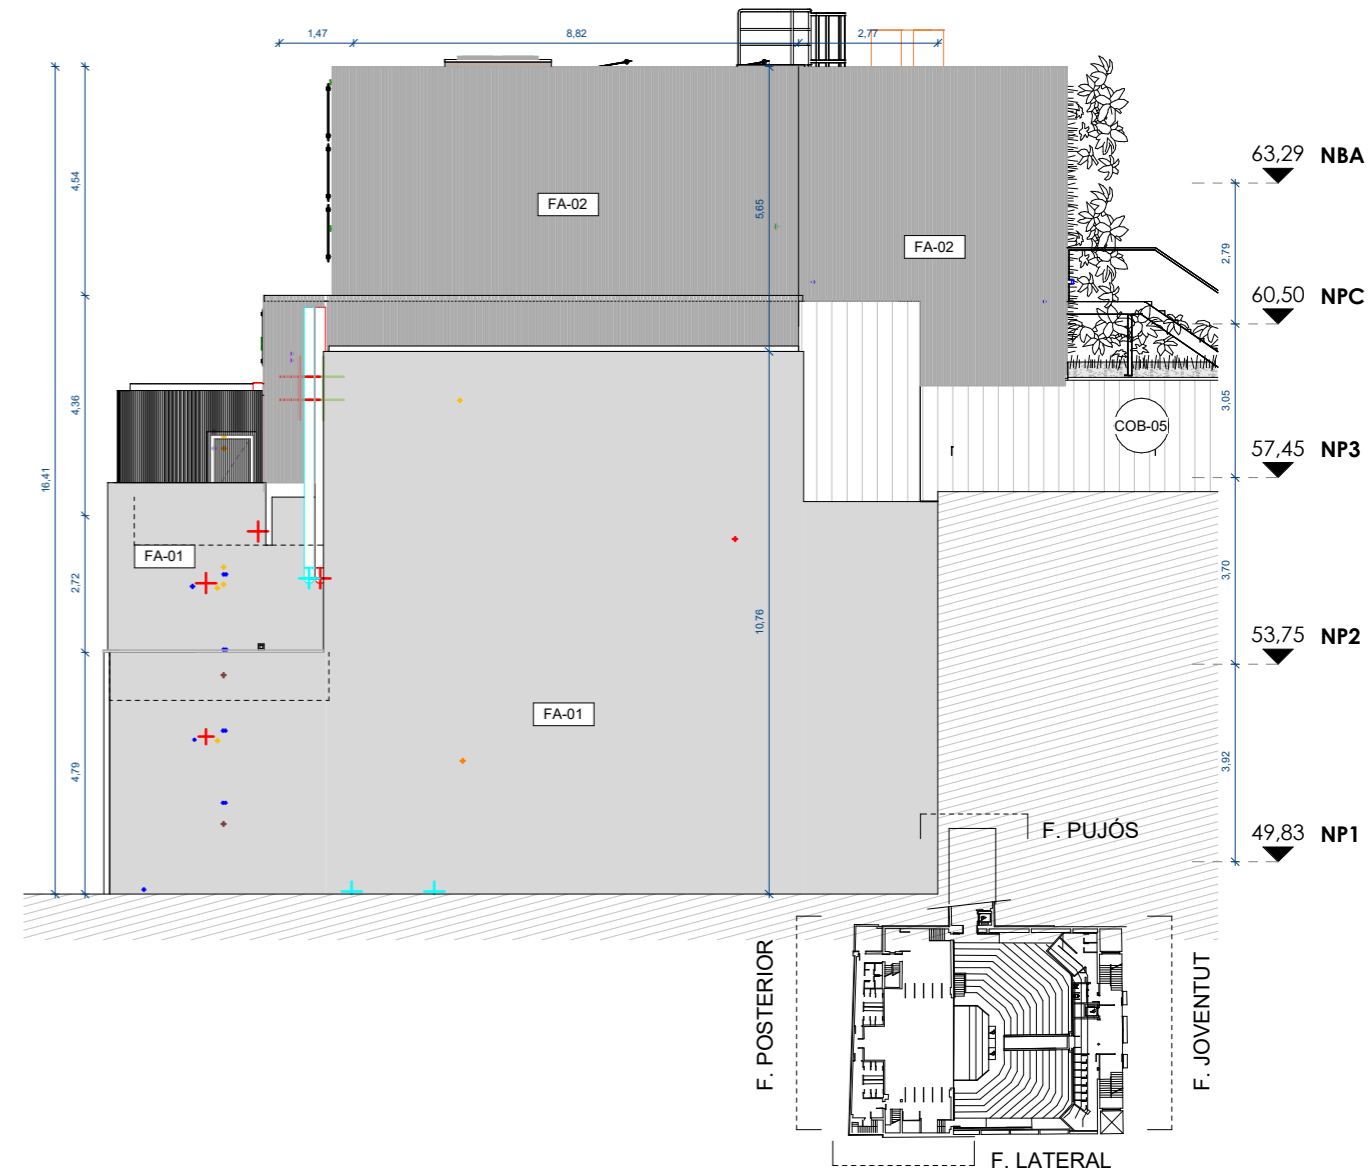 1,47
8,82
2,77
63,29 NBA
4,54
FA-02
5,65
FA-02
2,79
60,50 NPC
4,36
3,05
COB-05
57,45 NP3
16,41
FA-01
2,72
3,70
10,76
53,75 NP2
FA-01
4,79
3,92
F. PUJÓS
49,83 NP1
F. POSTERIOR
F. JOVENTUT
F. LATERAL